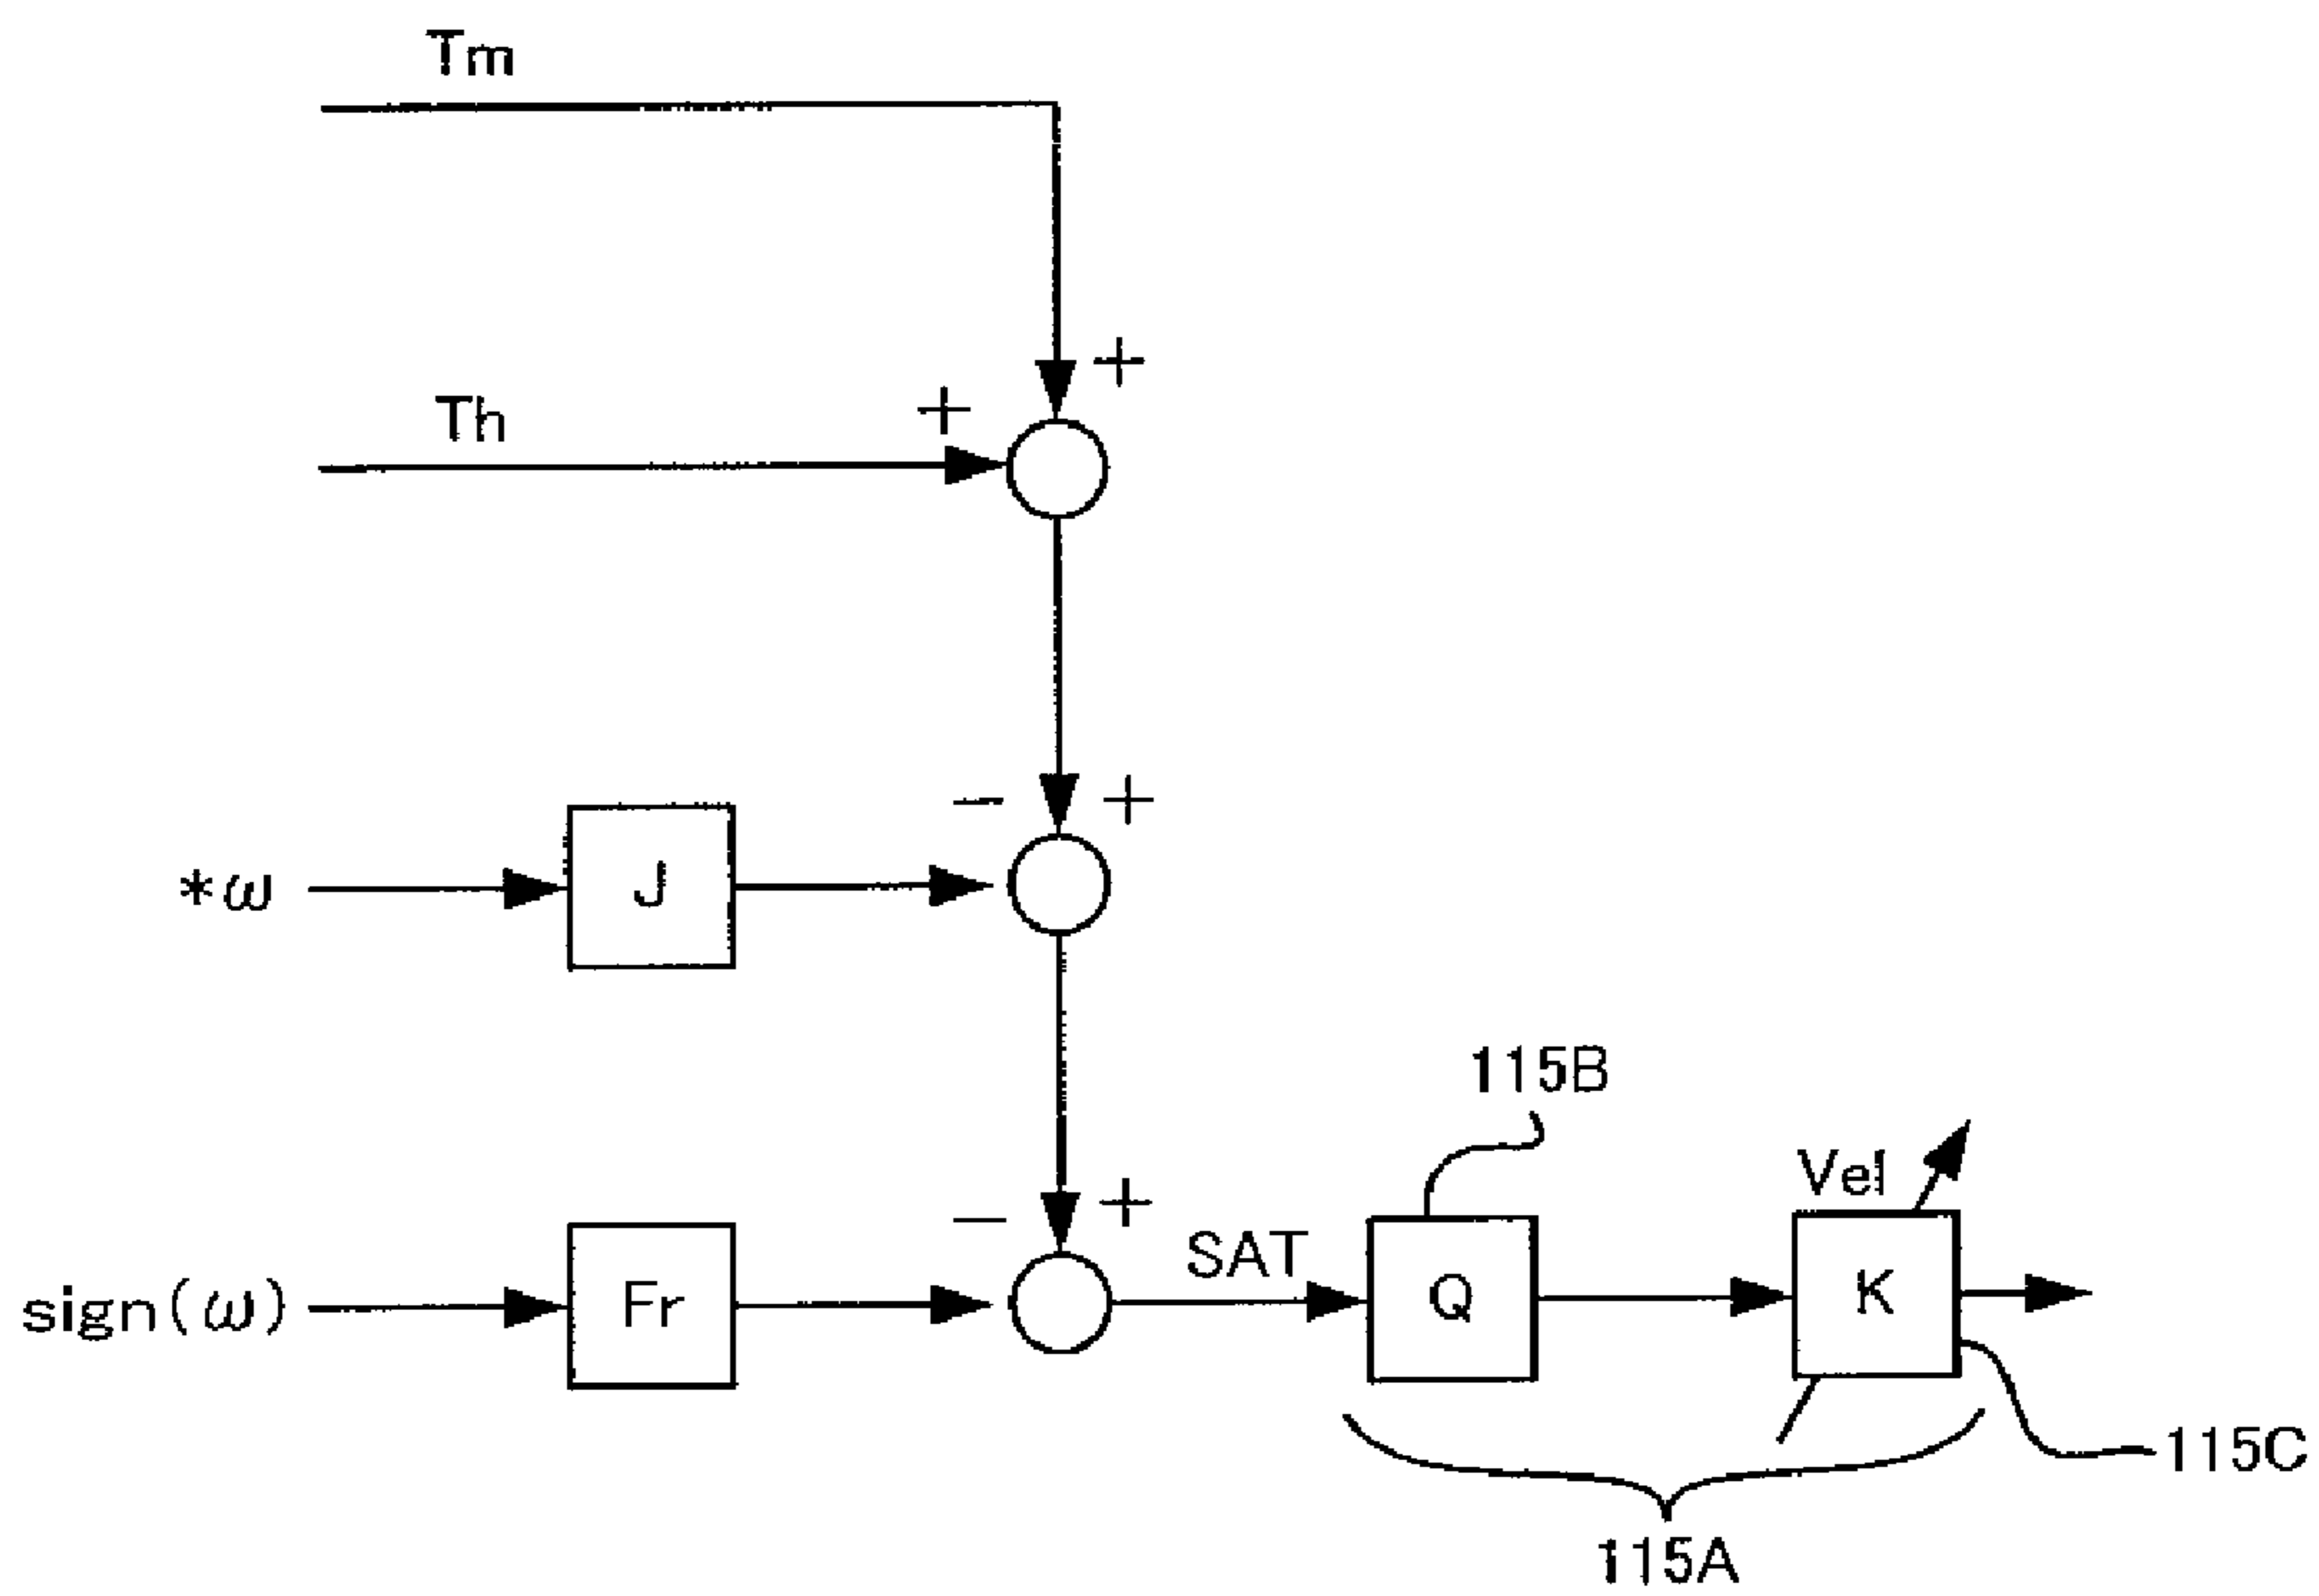 Tm
+
Th
+
- +
*ω
J
115B
- +
Vel
SAT
sign(ω)
Fr
Q
K
115C
115A